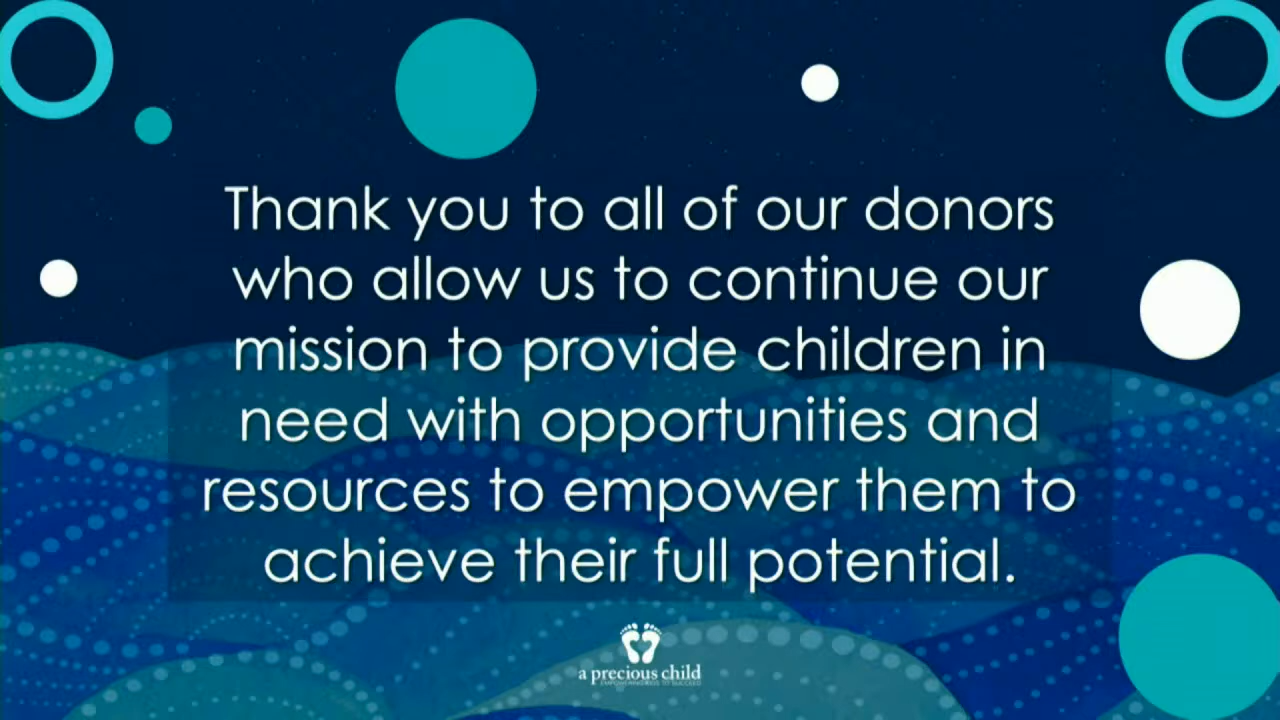 Thank you to all of our donors
who allow us to continue our
mission to provide children in
need with opportunities and
resources to empower them to
achieve their full potential.
a precious child